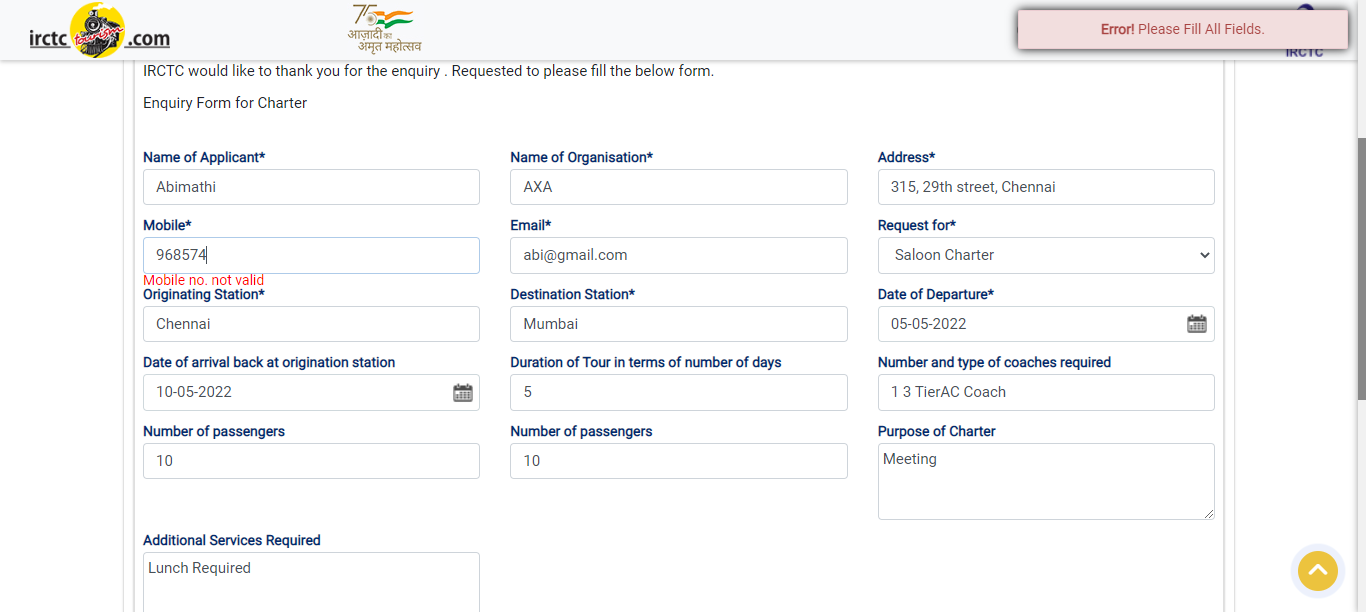 irctc tourism .com
75
आज़ादी का
अमृत महोत्सव
Error! Please Fill All Fields.
IRCTC
IRCTC would like to thank you for the enquiry . Requested to please fill the below form.
Enquiry Form for Charter
Name of Applicant* Name of Organisation* Address*
Abimathi AXA 315, 29th street, Chennai
Mobile* Email* Request for*
968574 abi@gmail.com Saloon Charter
Mobile no. not valid
Originating Station* Destination Station* Date of Departure*
Chennai Mumbai 05-05-2022
Date of arrival back at origination station Duration of Tour in terms of number of days Number and type of coaches required
10-05-2022 5 1 3 TierAC Coach
Number of passengers Number of passengers Purpose of Charter
10 10 Meeting
Additional Services Required
Lunch Required